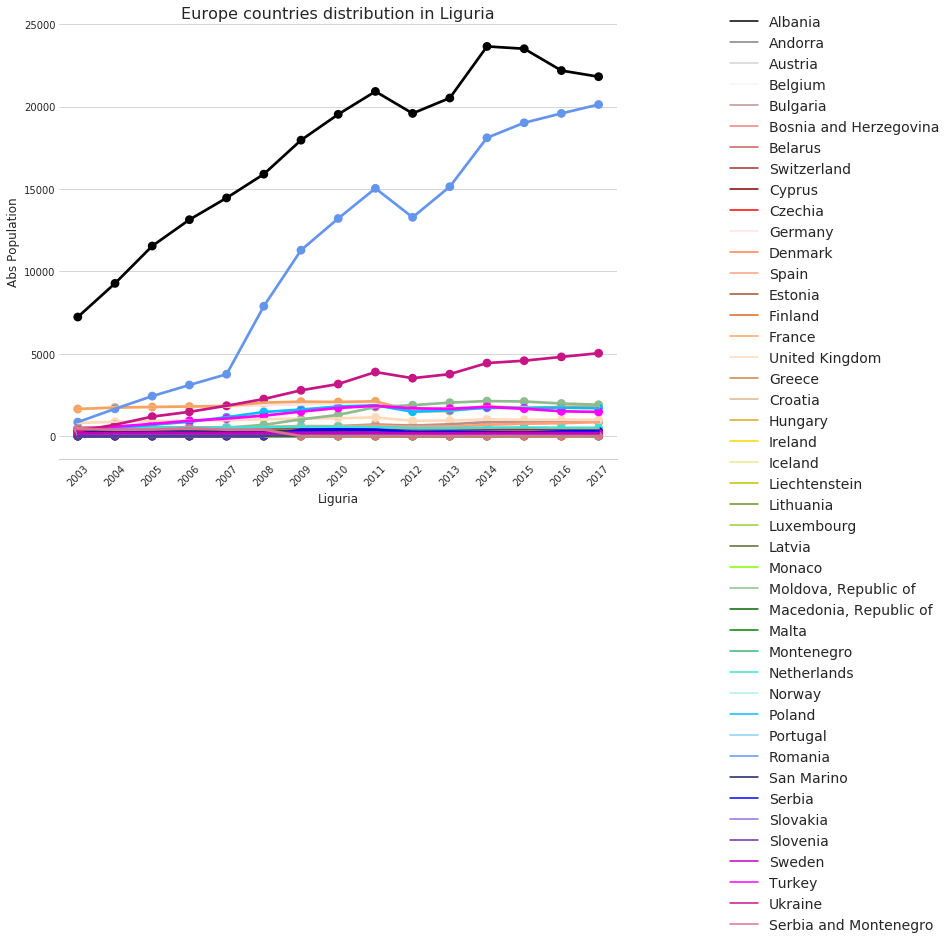 Europe countries distribution in Liguria
25000
20000
15000
10000
5000
0
Abs Population
2003
2004
2005
2006
2007
2008
2009
2010
2011
2012
2013
2014
2015
2016
2017
Liguria
Albania
Andorra
Austria
Belgium
Bulgaria
Bosnia and Herzegovina
Belarus
Switzerland
Cyprus
Czechia
Germany
Denmark
Spain
Estonia
Finland
France
United Kingdom
Greece
Croatia
Hungary
Ireland
Iceland
Liechtenstein
Lithuania
Luxembourg
Latvia
Monaco
Moldova, Republic of
Macedonia, Republic of
Malta
Montenegro
Netherlands
Norway
Poland
Portugal
Romania
San Marino
Serbia
Slovakia
Slovenia
Sweden
Turkey
Ukraine
Serbia and Montenegro